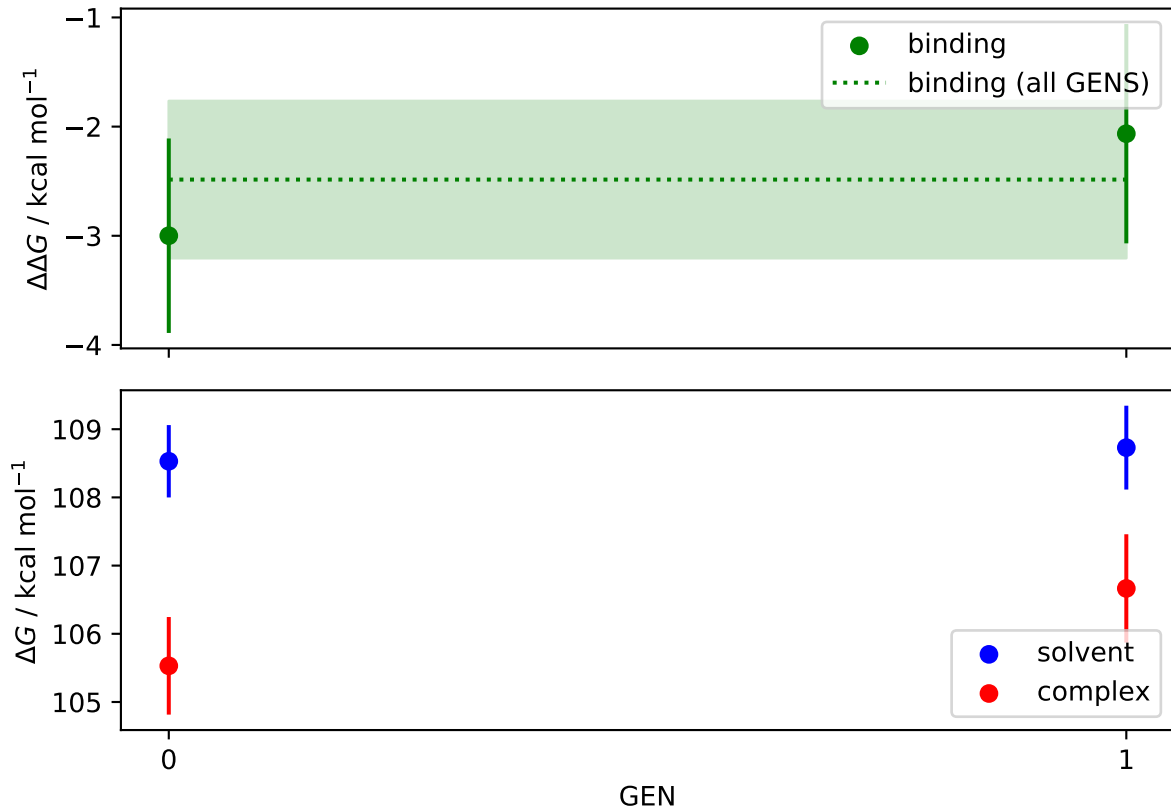 −1
−2
−3
−4
ΔΔG / kcal mol⁻¹
binding
binding (all GENS)
109
108
107
106
105
ΔG / kcal mol⁻¹
solvent
complex
0
1
GEN